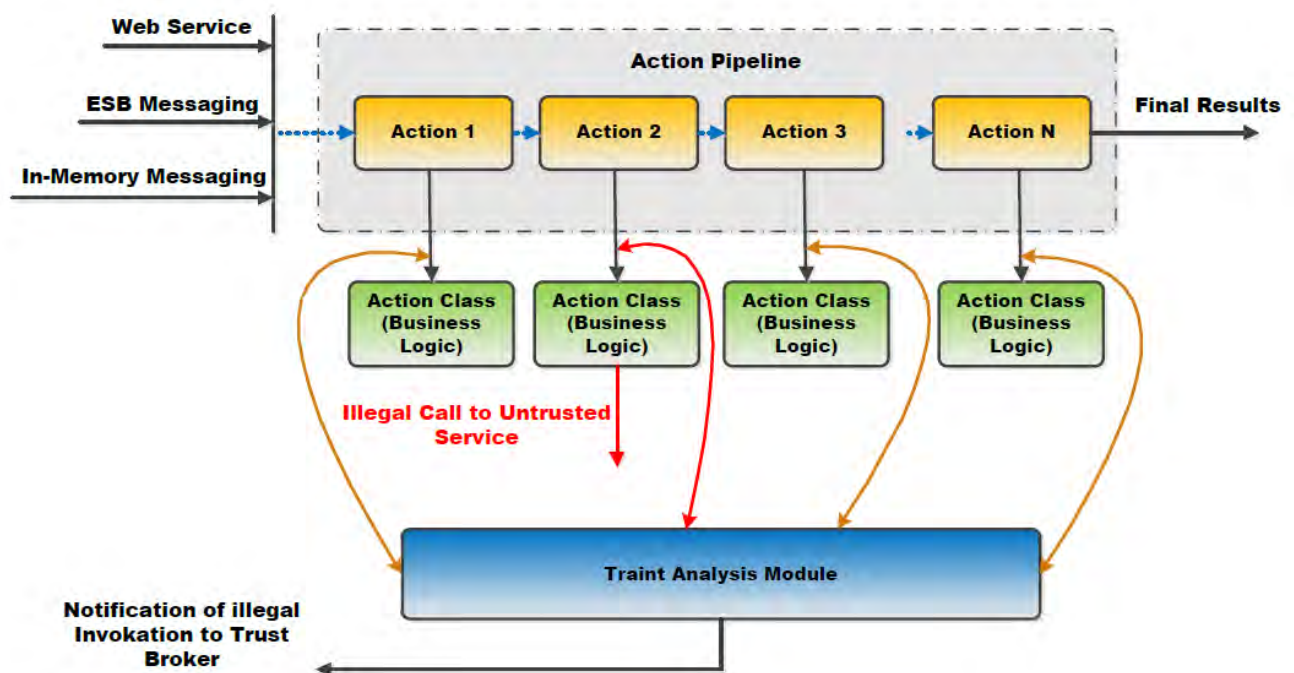 Web Service
ESB Messaging
In-Memory Messaging
Action Pipeline
Action 1
Action 2
Action 3
Action N
Final Results
Action Class
(Business
Logic)
Action Class
(Business
Logic)
Action Class
(Business
Logic)
Action Class
(Business
Logic)
Illegal Call to Untrusted
Service
Traint Analysis Module
Notification of illegal
Invokation to Trust
Broker